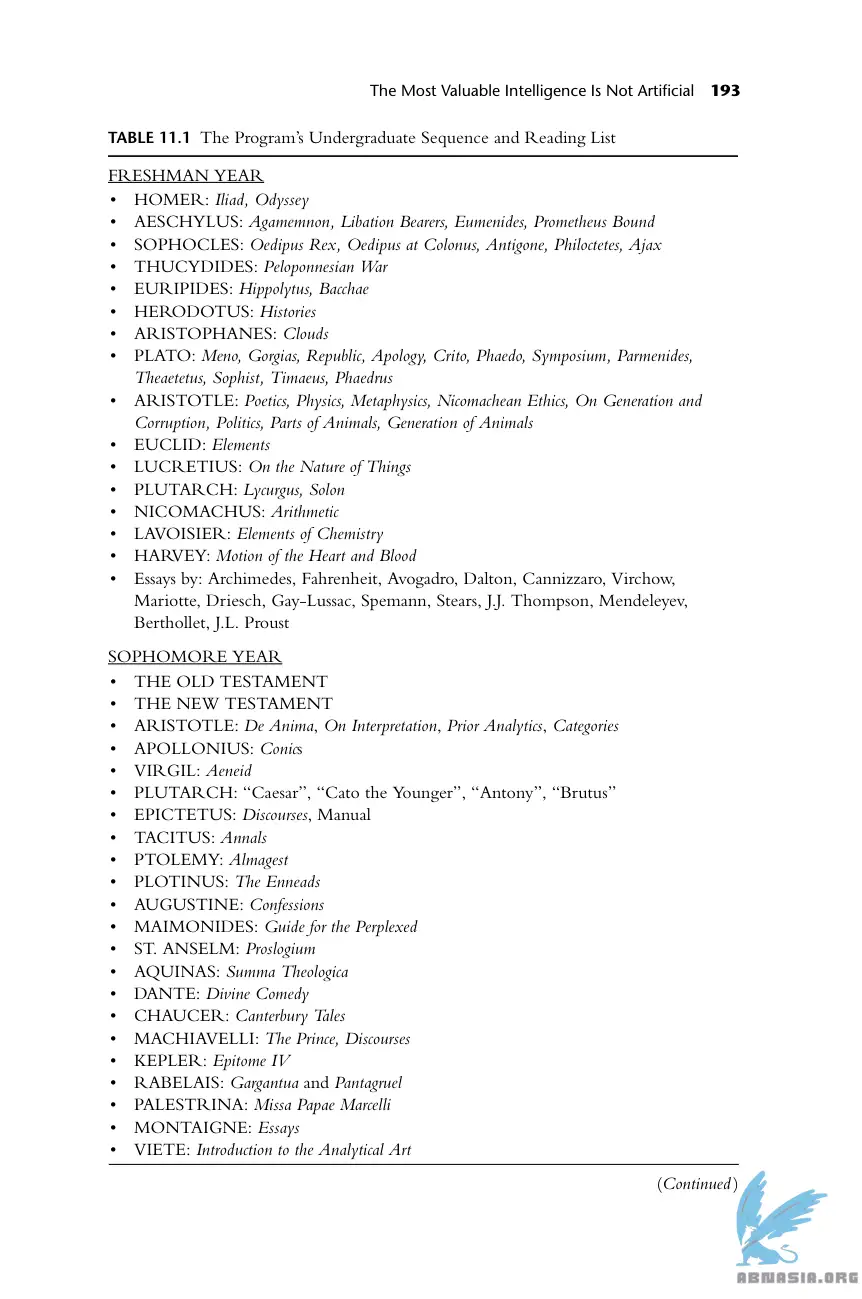 The Most Valuable Intelligence Is Not Artificial 193
TABLE 11.1 The Program's Undergraduate Sequence and Reading List
FRESHMAN YEAR
• HOMER: Iliad, Odyssey
• AESCHYLUS: Agamemnon, Libation Bearers, Eumenides, Prometheus Bound
• SOPHOCLES: Oedipus Rex, Oedipus at Colonus, Antigone, Philoctetes, Ajax
• THUCYDIDES: Peloponnesian War
• EURIPIDES: Hippolytus, Bacchae
• HERODOTUS: Histories
• ARISTOPHANES: Clouds
• PLATO: Meno, Gorgias, Republic, Apology, Crito, Phaedo, Symposium, Parmenides,
Theaetetus, Sophist, Timaeus, Phaedrus
• ARISTOTLE: Poetics, Physics, Metaphysics, Nicomachean Ethics, On Generation and
Corruption, Politics, Parts of Animals, Generation of Animals
• EUCLID: Elements
• LUCRETIUS: On the Nature of Things
• PLUTARCH: Lycurgus, Solon
• NICOMACHUS: Arithmetic
• LAVOISIER: Elements of Chemistry
• HARVEY: Motion of the Heart and Blood
• Essays by: Archimedes, Fahrenheit, Avogadro, Dalton, Cannizzaro, Virchow,
Mariotte, Driesch, Gay-Lussac, Spemann, Stears, J.J. Thompson, Mendeleyev,
Berthollet, J.L. Proust
SOPHOMORE YEAR
• THE OLD TESTAMENT
• THE NEW TESTAMENT
• ARISTOTLE: De Anima, On Interpretation, Prior Analytics, Categories
• APOLLONIUS: Conics
• VIRGIL: Aeneid
• PLUTARCH: "Caesar", "Cato the Younger", "Antony", "Brutus"
• EPICTETUS: Discourses, Manual
• TACITUS: Annals
• PTOLEMY: Almagest
• PLOTINUS: The Enneads
• AUGUSTINE: Confessions
• MAIMONIDES: Guide for the Perplexed
• ST. ANSELM: Proslogium
• AQUINAS: Summa Theologica
• DANTE: Divine Comedy
• CHAUCER: Canterbury Tales
• MACHIAVELLI: The Prince, Discourses
• KEPLER: Epitome IV
• RABELAIS: Gargantua and Pantagruel
• PALESTRINA: Missa Papae Marcelli
• MONTAIGNE: Essays
• VIETE: Introduction to the Analytical Art
(Continued)
ABNASIA.ORG